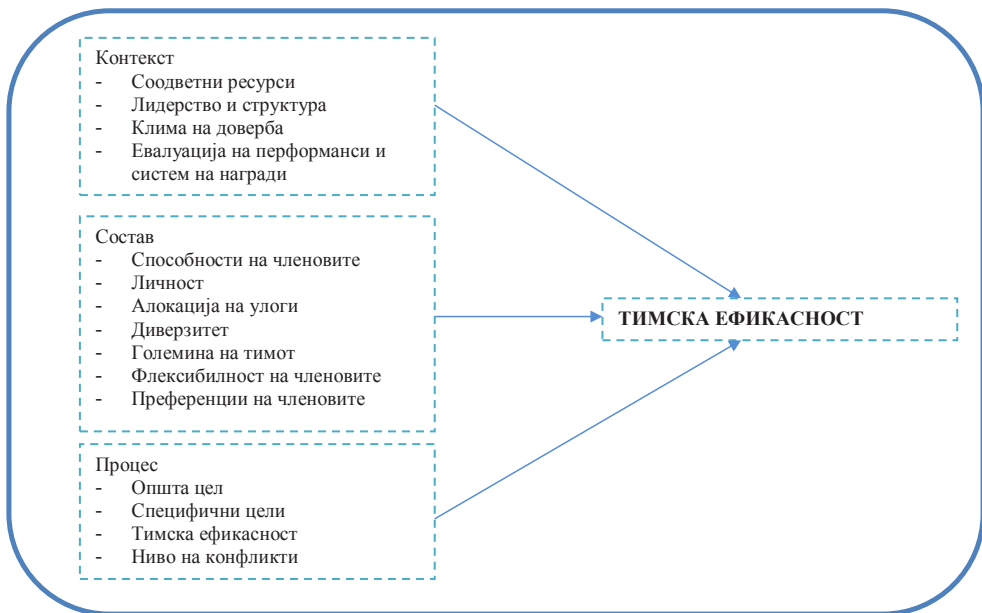 Контекст
- Соодветни ресурси
- Лидерство и структура
- Клима на доверба
- Евалуација на перформанси и
систем на награди
Состав
- Способности на членовите
- Личност
- Алокација на улоги
- Диверзитет
- Големина на тимот
- Флексибилност на членовите
- Преференции на членовите
ТИМСКА ЕФИКАСНОСТ
Процес
- Општа цел
- Специфични цели
- Тимска ефикасност
- Ниво на конфликти